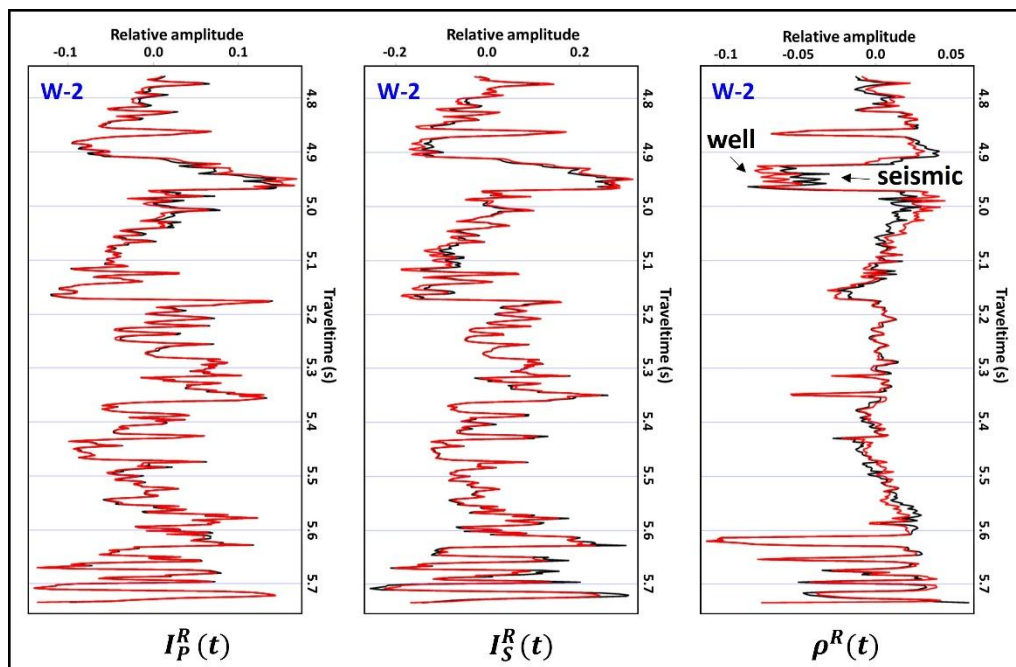 Relative amplitude
-0.1 0.0 0.1
W-2
4.8
4.9
5.0
5.1
5.2
5.3
5.4
5.5
5.6
5.7
Traveltime (s)
I_P^R(t)
Relative amplitude
-0.2 0.0 0.2
W-2
4.8
4.9
5.0
5.1
5.2
5.3
5.4
5.5
5.6
5.7
Traveltime (s)
I_S^R(t)
Relative amplitude
-0.1 -0.05 0.0 0.05
W-2
well
seismic
4.8
4.9
5.0
5.1
5.2
5.3
5.4
5.5
5.6
5.7
Traveltime (s)
ρ^R(t)